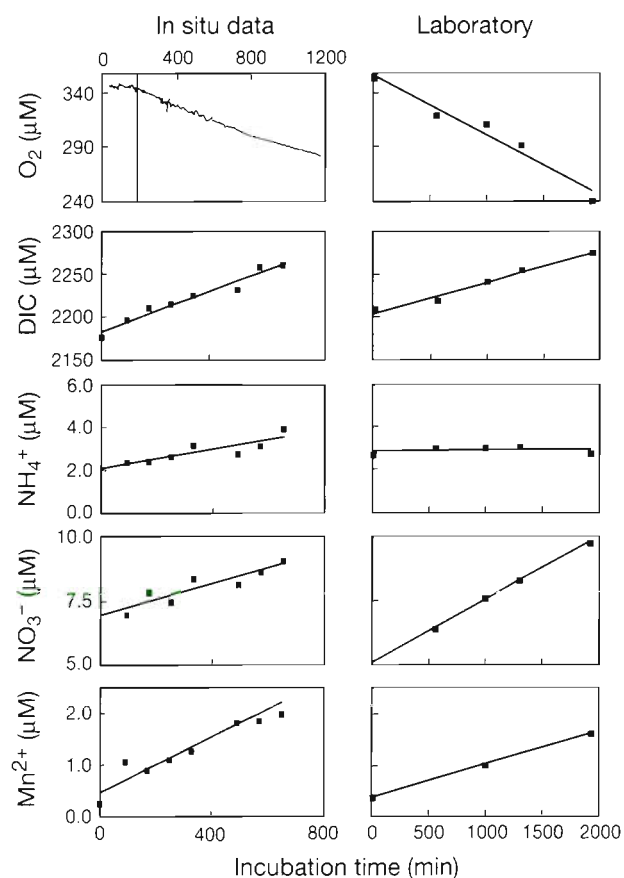 In situ data
Laboratory
0 400 800 1200
O₂ (μM)
340
290
240
DIC (μM)
2300
2250
2200
2150
NH₄⁺ (μM)
6.0
4.0
2.0
0.0
NO₃⁻ (μM)
10.0
7.5
5.0
Mn²⁺ (μM)
2.0
1.0
0.0
0 400 800
0 500 1000 1500 2000
Incubation time (min)